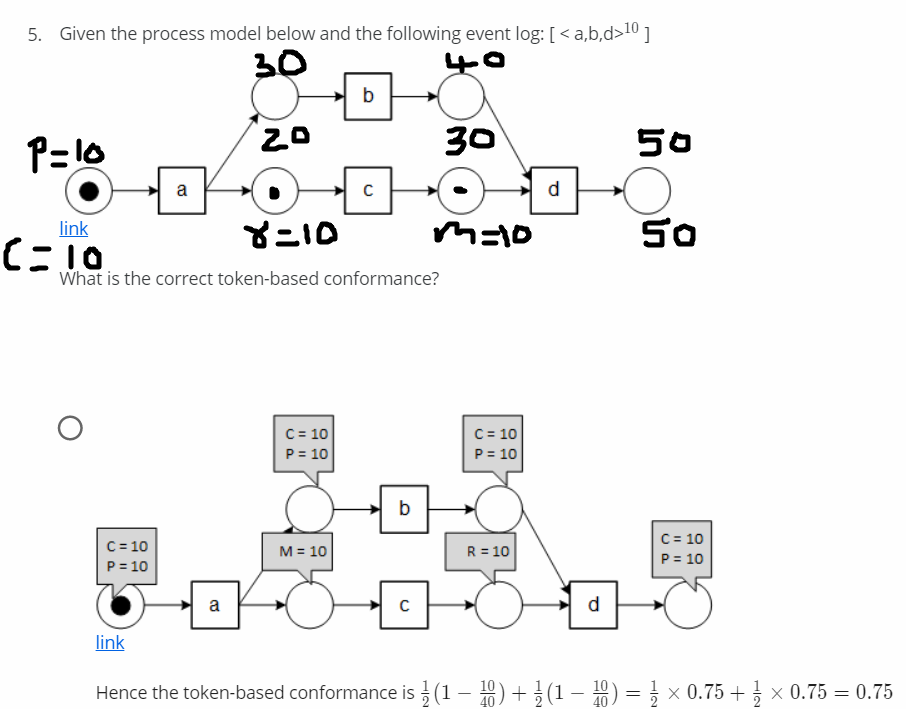 5. Given the process model below and the following event log: [ < a,b,d>^10 ]
30 40
b
20 30 50
P=10
a c d
link r=10 m=10 50
C=10
What is the correct token-based conformance?
C = 10 C = 10
P = 10 P = 10
b
C = 10 M = 10 R = 10 C = 10
P = 10 P = 10
a c d
link
Hence the token-based conformance is ½(1 − 10/40) + ½(1 − 10/40) = ½ × 0.75 + ½ × 0.75 = 0.75